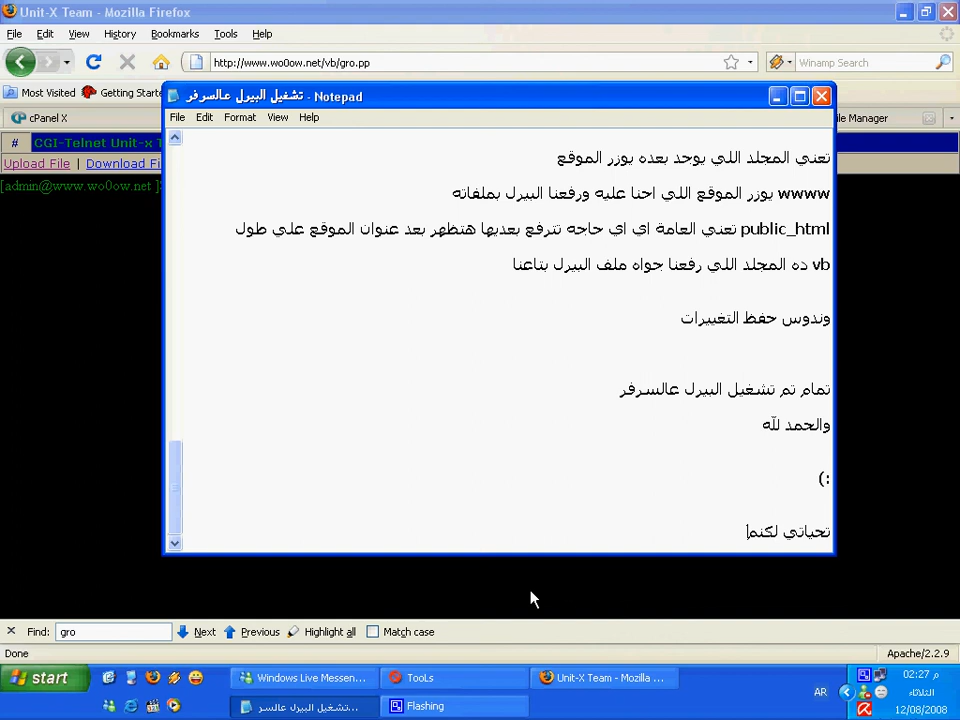 Unit-X Team - Mozilla Firefox
File Edit View History Bookmarks Tools Help
http://www.wo0ow.net/vb/gro.pp
Winamp Search
Most Visited Getting Starte
cPanel X
le Manager
# CGI-Telnet Unit-x T
Upload File | Download Fi
[admin@www.wo0ow.net ]$
تشغيل البيرل عالسرفر - Notepad
File Edit Format View Help
تعني المجلد اللي يوجد بعده يوزر الموقع
wwww يوزر الموقع اللي احنا عليه ورفعنا البيرل بملفاته
public_html تعني العامة اي اي حاجه تترفع بعديها هتظهر بعد عنوان الموقع علي طول
vb ده المجلد اللي رفعنا جواه ملف البيرل بتاعنا
وندوس حفظ التغييرات
تمام تم تشغيل البيرل عالسرفر
والحمد لله
:)
تحياتي لكنم
Find: gro Next Previous Highlight all Match case
Done
Apache/2.2.9
start
Windows Live Messen...
TooLs
Unit-X Team - Mozilla ...
تشغيل البيرل عالسر...
Flashing
AR
02:27 م
الثلاثاء
12/08/2008